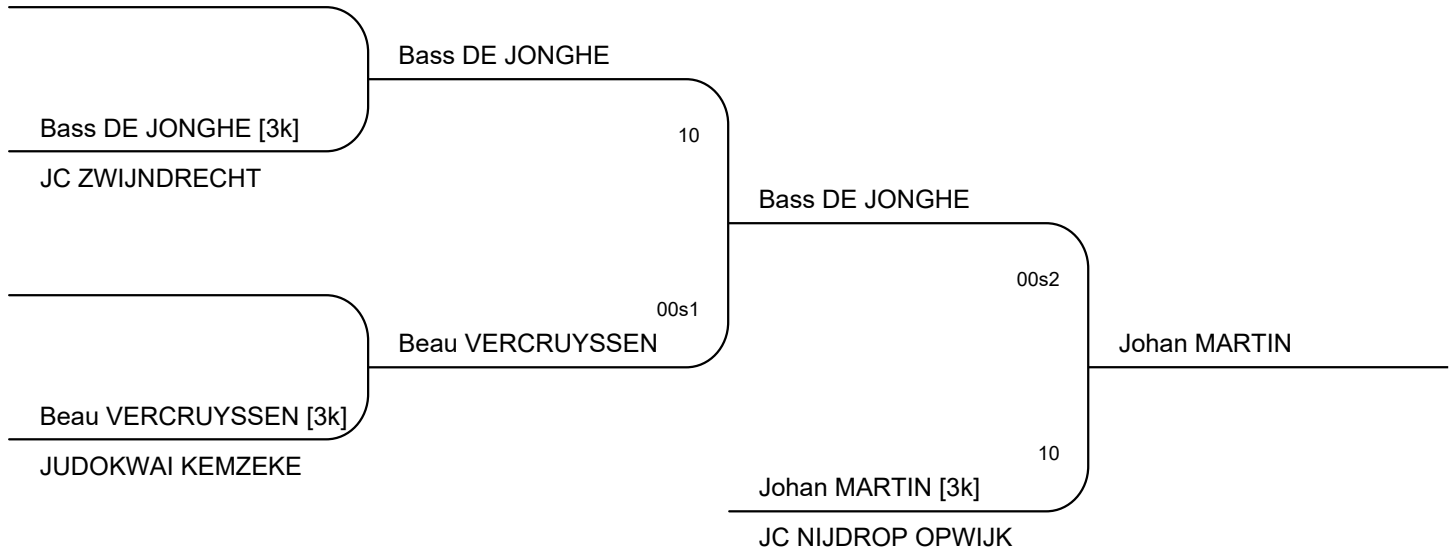 Bass DE JONGHE
Bass DE JONGHE [3k]
10
JC ZWIJNDRECHT
Bass DE JONGHE
00s2
00s1
Beau VERCRUYSSEN
Johan MARTIN
Beau VERCRUYSSEN [3k]
10
JUDOKWAI KEMZEKE
Johan MARTIN [3k]
JC NIJDROP OPWIJK